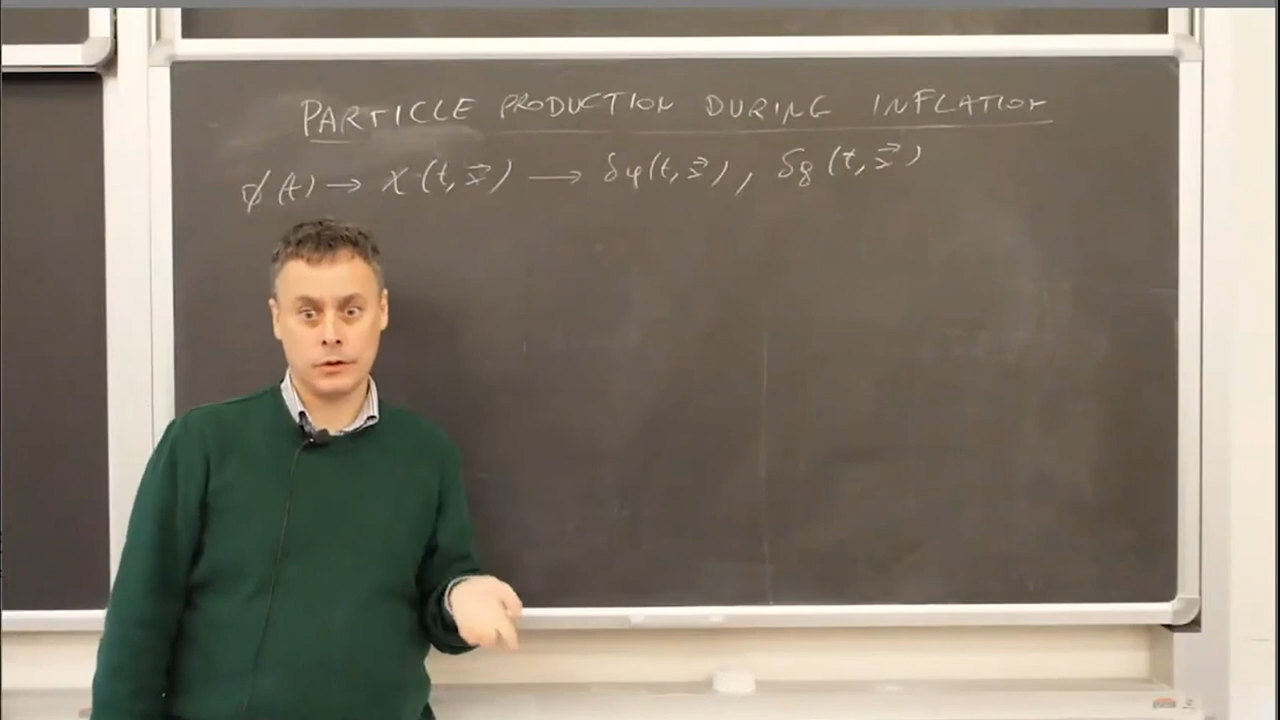 PARTICLE PRODUCTION DURING INFLATION
ϕ(t) → χ(t, x⃗) ⟶ δφ(t, x⃗), δg(t, x⃗)